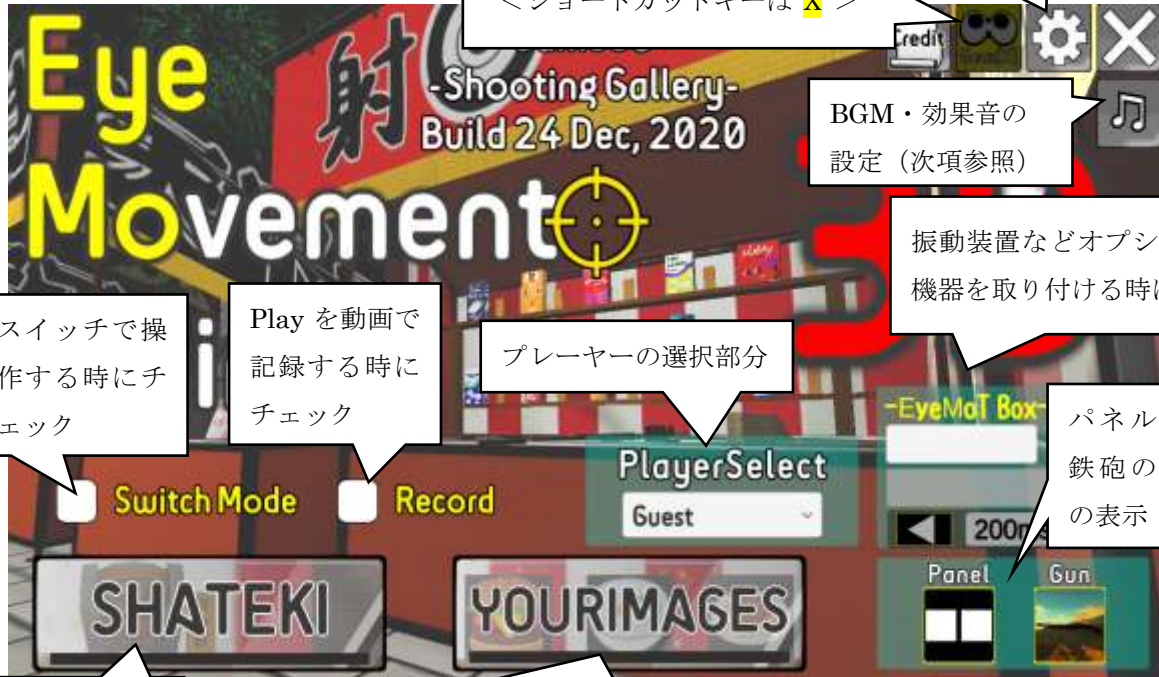 ＜ショートカットキーは X ＞
Credit
Eye
射
-Shooting Gallery-
Build 24 Dec, 2020
BGM・効果音の
設定（次項参照）
Movement
振動装置などオプシ
機器を取り付ける時に
スイッチで操
作する時にチ
ェック
Play を動画で
記録する時に
チェック
プレーヤーの選択部分
-EyeMoT Box-
パネル
鉄砲の
の表示
PlayerSelect
Switch Mode
Record
Guest
200ms
Panel
Gun
SHATEKI
YOURIMAGES